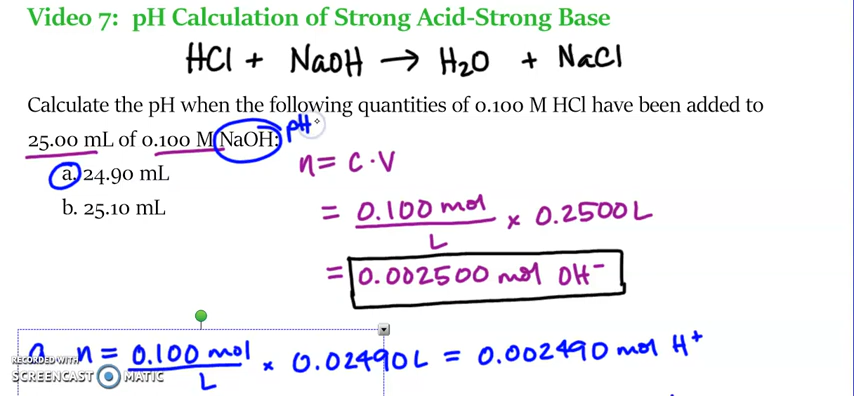 Video 7: pH Calculation of Strong Acid-Strong Base
HCl + NaOH → H₂O + NaCl
Calculate the pH when the following quantities of 0.100 M HCl have been added to
25.00 mL of 0.100 M NaOH: pH
a. 24.90 mL
b. 25.10 mL
n = C·V
= 0.100 mol/L × 0.2500L
= 0.002500 mol OH⁻
a. n = 0.100 mol/L × 0.02490L = 0.002490 mol H⁺
RECORDED WITH
SCREENCAST MATIC